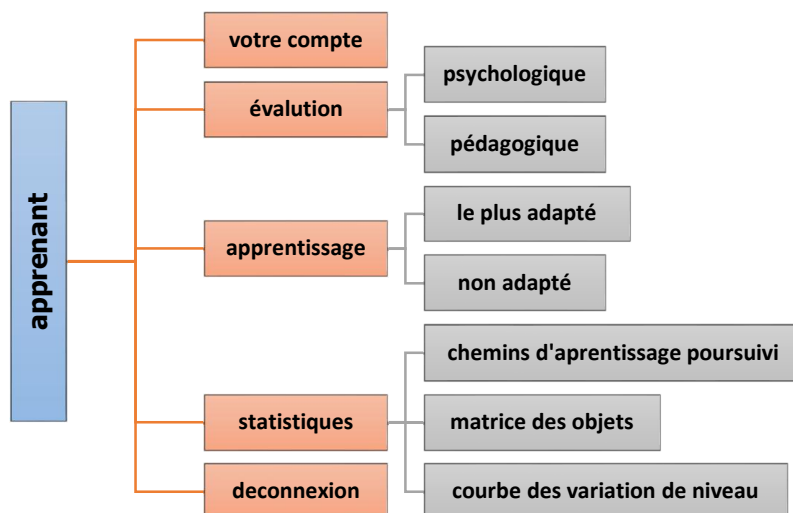 apprenant
votre compte
évalution
psychologique
pédagogique
apprentissage
le plus adapté
non adapté
statistiques
chemins d'aprentissage poursuivi
matrice des objets
courbe des variation de niveau
deconnexion